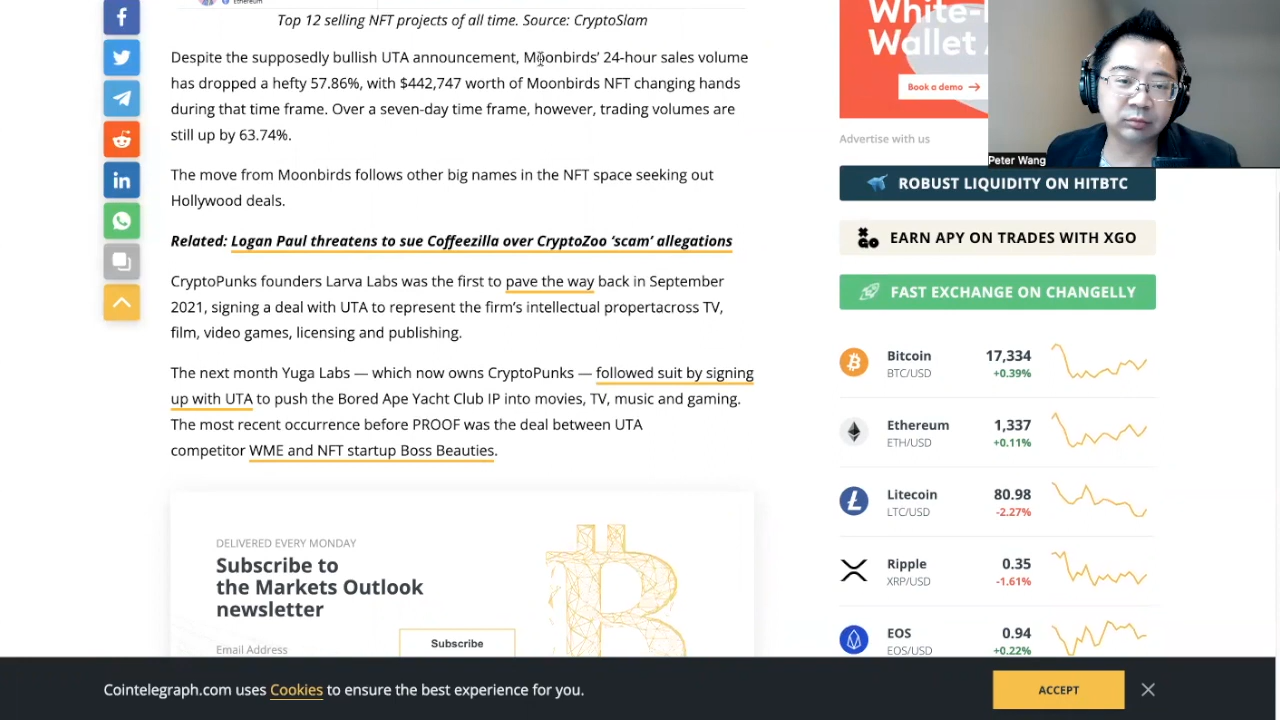 Ethereum
Top 12 selling NFT projects of all time. Source: CryptoSlam
Despite the supposedly bullish UTA announcement, Moonbirds’ 24-hour sales volume
has dropped a hefty 57.86%, with $442,747 worth of Moonbirds NFT changing hands
during that time frame. Over a seven-day time frame, however, trading volumes are
still up by 63.74%.
The move from Moonbirds follows other big names in the NFT space seeking out
Hollywood deals.
Related: Logan Paul threatens to sue Coffeezilla over CryptoZoo ‘scam’ allegations
CryptoPunks founders Larva Labs was the first to pave the way back in September
2021, signing a deal with UTA to represent the firm’s intellectual propertacross TV,
film, video games, licensing and publishing.
The next month Yuga Labs — which now owns CryptoPunks — followed suit by signing
up with UTA to push the Bored Ape Yacht Club IP into movies, TV, music and gaming.
The most recent occurrence before PROOF was the deal between UTA
competitor WME and NFT startup Boss Beauties.
DELIVERED EVERY MONDAY
Subscribe to
the Markets Outlook
newsletter
Email Address
Subscribe
White-
Wallet
Book a demo →
Advertise with us
Peter Wang
ROBUST LIQUIDITY ON HITBTC
EARN APY ON TRADES WITH XGO
FAST EXCHANGE ON CHANGELLY
Bitcoin 17,334
BTC/USD +0.39%
Ethereum 1,337
ETH/USD +0.11%
Litecoin 80.98
LTC/USD -2.27%
Ripple 0.35
XRP/USD -1.61%
EOS 0.94
EOS/USD +0.22%
Cointelegraph.com uses Cookies to ensure the best experience for you.
ACCEPT